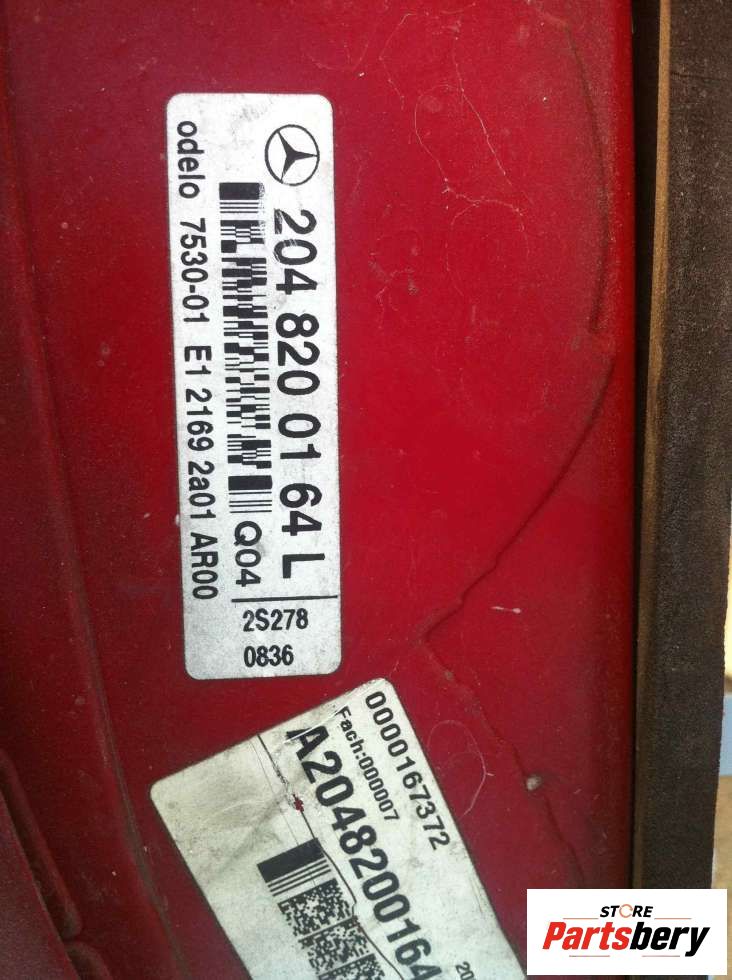 204 820 01 64 L
Q04
odelo 7530-01 E1 2169 2a01 AR00
2S278
0836
0000167372
Fach:000007
A2048200164
20
STORE
Partsbery